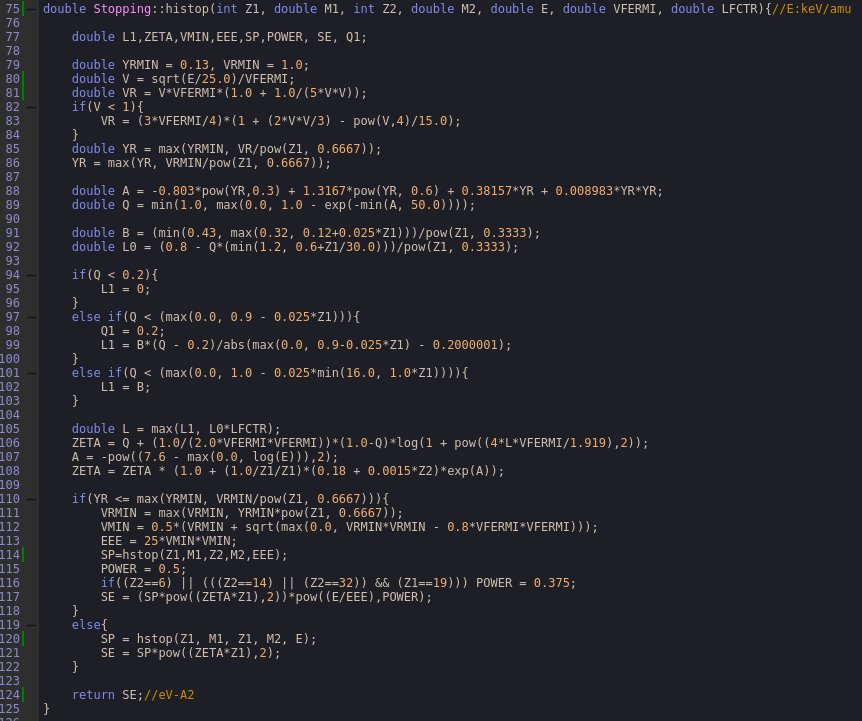 75 double Stopping::histop(int Z1, double M1, int Z2, double M2, double E, double VFERMI, double LFCTR){//E:keV/amu
76
77 double L1,ZETA,VMIN,EEE,SP,POWER, SE, Q1;
78
79 double YRMIN = 0.13, VRMIN = 1.0;
80 double V = sqrt(E/25.0)/VFERMI;
81 double VR = V*VFERMI*(1.0 + 1.0/(5*V*V));
82 if(V < 1){
83 VR = (3*VFERMI/4)*(1 + (2*V*V/3) - pow(V,4)/15.0);
84 }
85 double YR = max(YRMIN, VR/pow(Z1, 0.6667));
86 YR = max(YR, VRMIN/pow(Z1, 0.6667));
87
88 double A = -0.803*pow(YR,0.3) + 1.3167*pow(YR, 0.6) + 0.38157*YR + 0.008983*YR*YR;
89 double Q = min(1.0, max(0.0, 1.0 - exp(-min(A, 50.0))));
90
91 double B = (min(0.43, max(0.32, 0.12+0.025*Z1)))/pow(Z1, 0.3333);
92 double L0 = (0.8 - Q*(min(1.2, 0.6+Z1/30.0)))/pow(Z1, 0.3333);
93
94 if(Q < 0.2){
95 L1 = 0;
96 }
97 else if(Q < (max(0.0, 0.9 - 0.025*Z1))){
98 Q1 = 0.2;
99 L1 = B*(Q - 0.2)/abs(max(0.0, 0.9-0.025*Z1) - 0.2000001);
100 }
101 else if(Q < (max(0.0, 1.0 - 0.025*min(16.0, 1.0*Z1)))){
102 L1 = B;
103 }
104
105 double L = max(L1, L0*LFCTR);
106 ZETA = Q + (1.0/(2.0*VFERMI*VFERMI))*(1.0-Q)*log(1 + pow((4*L*VFERMI/1.919),2));
107 A = -pow((7.6 - max(0.0, log(E))),2);
108 ZETA = ZETA * (1.0 + (1.0/Z1/Z1)*(0.18 + 0.0015*Z2)*exp(A));
109
110 if(YR <= max(YRMIN, VRMIN/pow(Z1, 0.6667))){
111 VRMIN = max(VRMIN, YRMIN*pow(Z1, 0.6667));
112 VMIN = 0.5*(VRMIN + sqrt(max(0.0, VRMIN*VRMIN - 0.8*VFERMI*VFERMI)));
113 EEE = 25*VMIN*VMIN;
114 SP=hstop(Z1,M1,Z2,M2,EEE);
115 POWER = 0.5;
116 if((Z2==6) || (((Z2==14) || (Z2==32)) && (Z1==19))) POWER = 0.375;
117 SE = (SP*pow((ZETA*Z1),2))*pow((E/EEE),POWER);
118 }
119 else{
120 SP = hstop(Z1, M1, Z1, M2, E);
121 SE = SP*pow((ZETA*Z1),2);
122 }
123
124 return SE;//eV-A2
125 }